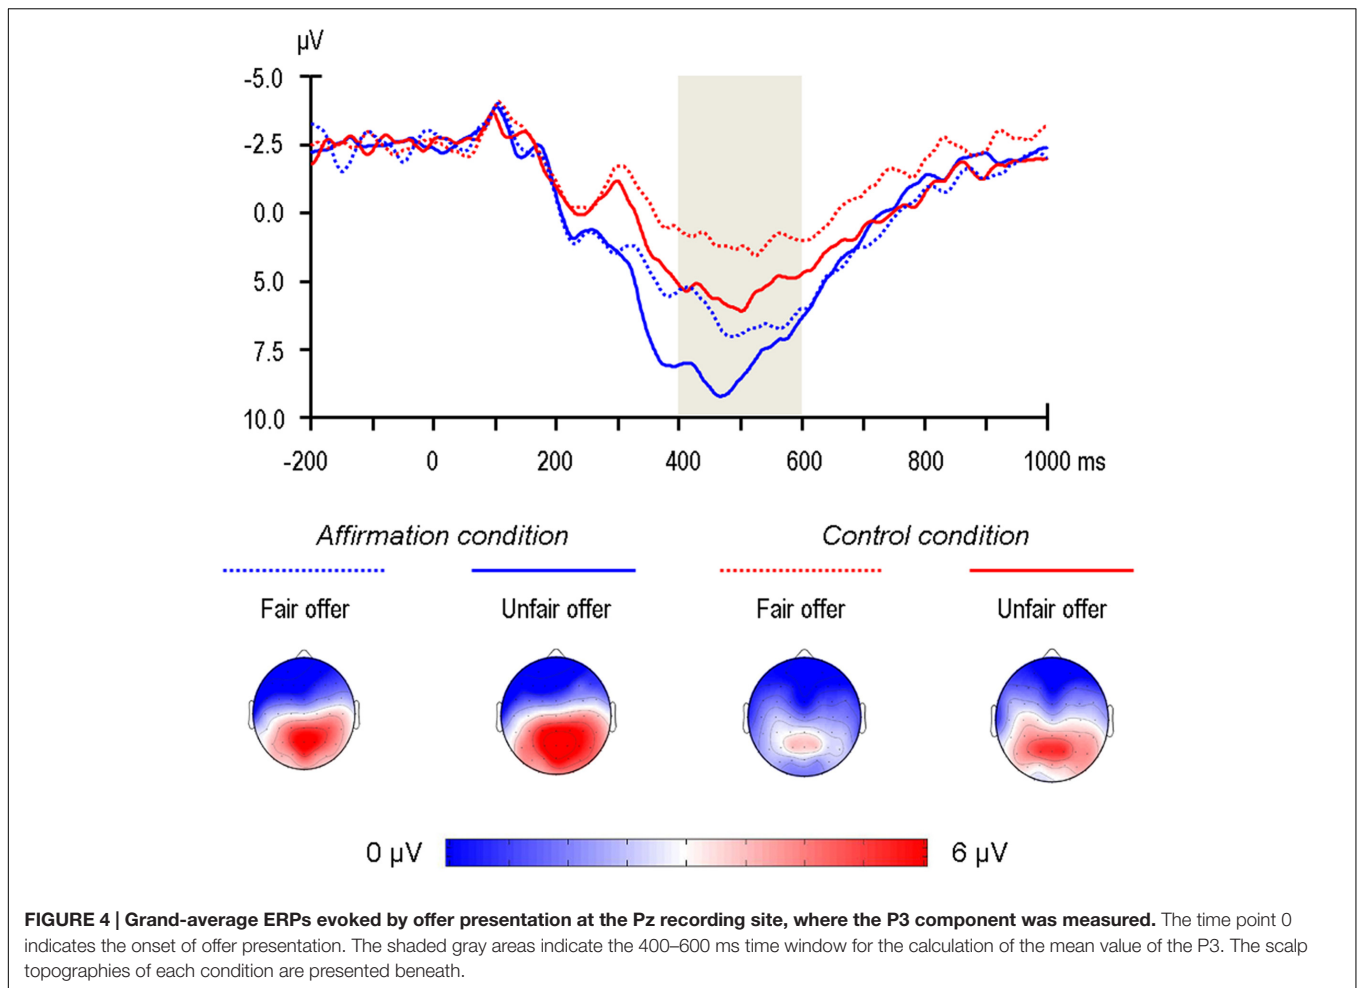 µV
-5.0
-2.5
0.0
5.0
7.5
10.0
-200 0 200 400 600 800 1000 ms
Affirmation condition Control condition
Fair offer Unfair offer Fair offer Unfair offer
0 µV 6 µV
FIGURE 4 | Grand-average ERPs evoked by offer presentation at the Pz recording site, where the P3 component was measured. The time point 0
indicates the onset of offer presentation. The shaded gray areas indicate the 400–600 ms time window for the calculation of the mean value of the P3. The scalp
topographies of each condition are presented beneath.